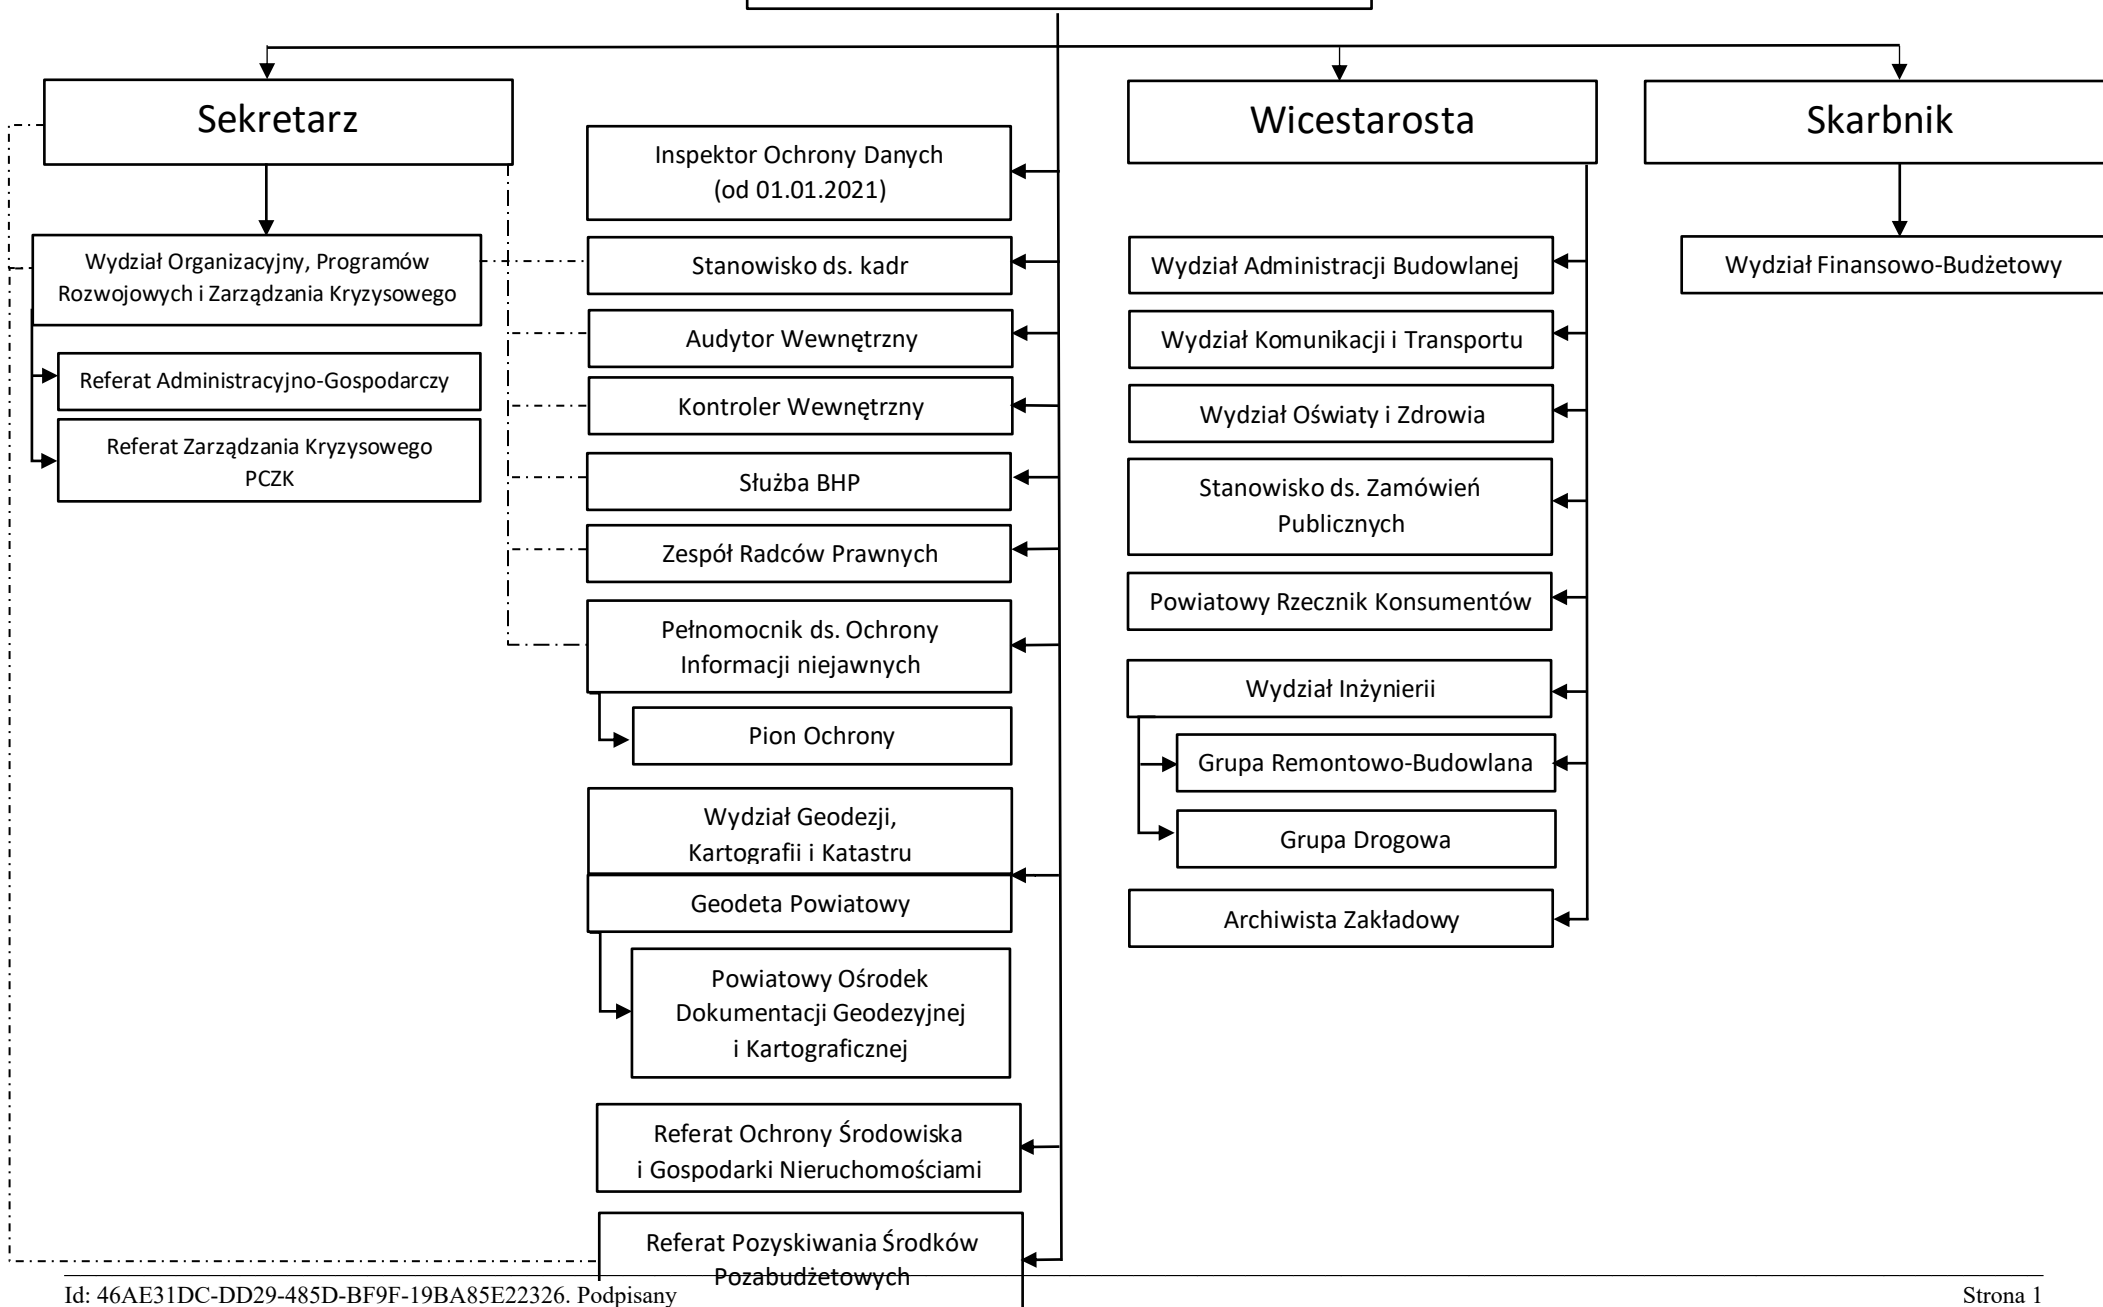 Sekretarz
Wydział Organizacyjny, Programów
Rozwojowych i Zarządzania Kryzysowego
Referat Administracyjno-Gospodarczy
Referat Zarządzania Kryzysowego
PCZK
Inspektor Ochrony Danych
(od 01.01.2021)
Stanowisko ds. kadr
Audytor Wewnętrzny
Kontroler Wewnętrzny
Służba BHP
Zespół Radców Prawnych
Pełnomocnik ds. Ochrony
Informacji niejawnych
Pion Ochrony
Wydział Geodezji,
Kartografii i Katastru
Geodeta Powiatowy
Powiatowy Ośrodek
Dokumentacji Geodezyjnej
i Kartograficznej
Referat Ochrony Środowiska
i Gospodarki Nieruchomościami
Referat Pozyskiwania Środków
Pozabudżetowych
Wicestarosta
Wydział Administracji Budowlanej
Wydział Komunikacji i Transportu
Wydział Oświaty i Zdrowia
Stanowisko ds. Zamówień
Publicznych
Powiatowy Rzecznik Konsumentów
Wydział Inżynierii
Grupa Remontowo-Budowlana
Grupa Drogowa
Archiwista Zakładowy
Skarbnik
Wydział Finansowo-Budżetowy
Id: 46AE31DC-DD29-485D-BF9F-19BA85E22326. Podpisany
Strona 1